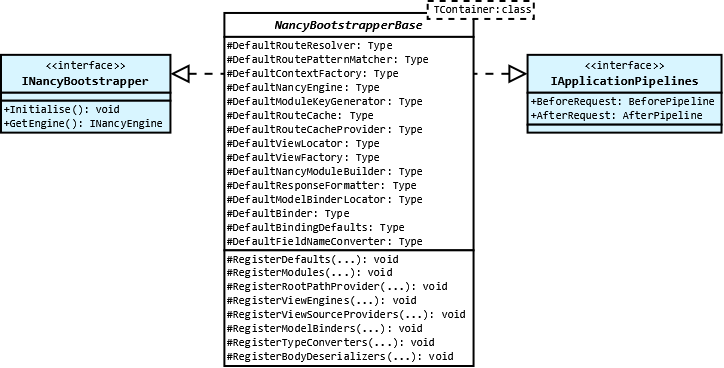 <<interface>>
INancyBootstrapper
+Initialise(): void
+GetEngine(): INancyEngine
TContainer:class
NancyBootstrapperBase
#DefaultRouteResolver: Type
#DefaultRoutePatternMatcher: Type
#DefaultContextFactory: Type
#DefaultNancyEngine: Type
#DefaultModuleKeyGenerator: Type
#DefaultRouteCache: Type
#DefaultRouteCacheProvider: Type
#DefaultViewLocator: Type
#DefaultViewFactory: Type
#DefaultNancyModuleBuilder: Type
#DefaultResponseFormatter: Type
#DefaultModelBinderLocator: Type
#DefaultBinder: Type
#DefaultBindingDefaults: Type
#DefaultFieldNameConverter: Type
#RegisterDefaults(...): void
#RegisterModules(...): void
#RegisterRootPathProvider(...): void
#RegisterViewEngines(...): void
#RegisterViewSourceProviders(...): void
#RegisterModelBinders(...): void
#RegisterTypeConverters(...): void
#RegisterBodyDeserializers(...): void
<<interface>>
IApplicationPipelines
+BeforeRequest: BeforePipeline
+AfterRequest: AfterPipeline